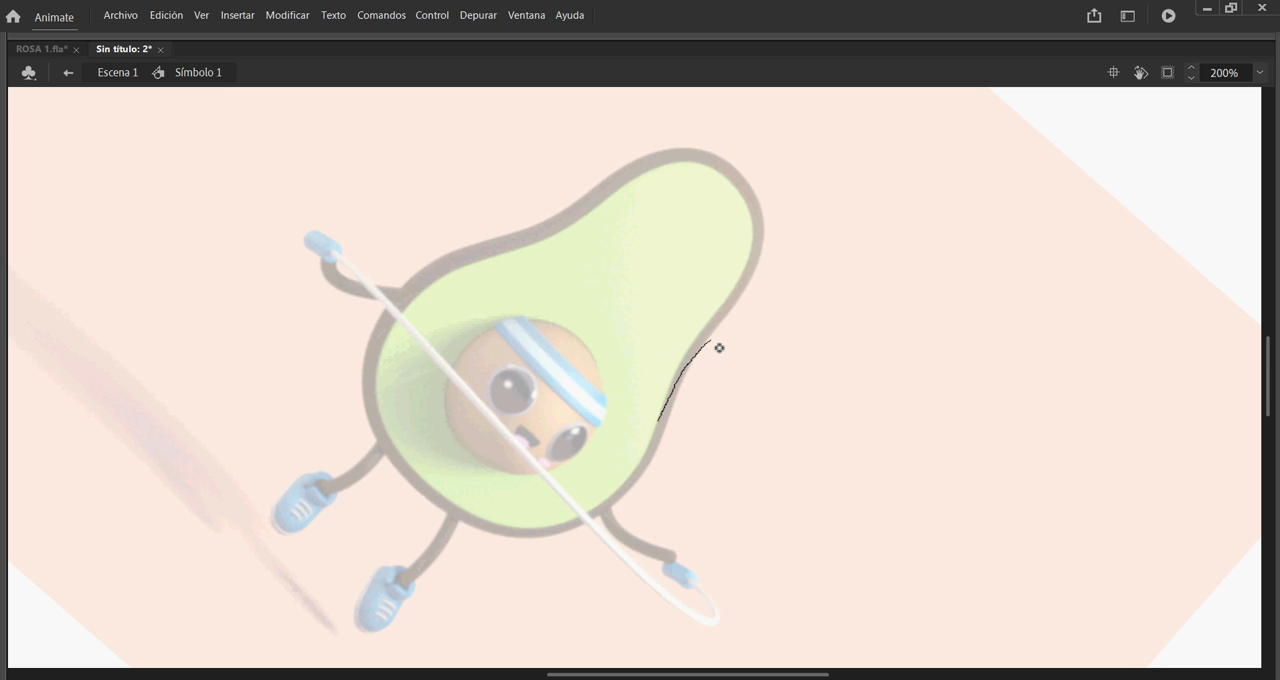 Animate Archivo Edición Ver Insertar Modificar Texto Comandos Control Depurar Ventana Ayuda
ROSA 1.fla* × Sin título: 2* ×
Escena 1 Símbolo 1 200%